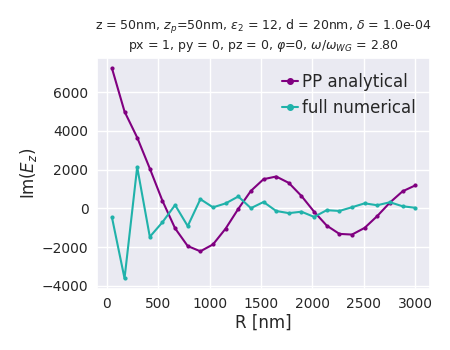 z = 50nm, z_p=50nm, ε_2 = 12, d = 20nm, δ = 1.0e-04
px = 1, py = 0, pz = 0, φ=0, ω/ω_WG = 2.80
PP analytical
full numerical
Im(E_z)
6000
4000
2000
0
−2000
−4000
0 500 1000 1500 2000 2500 3000
R [nm]